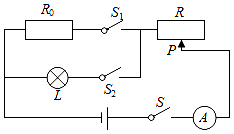 R₀ S₁ R
P
L S₂
S A